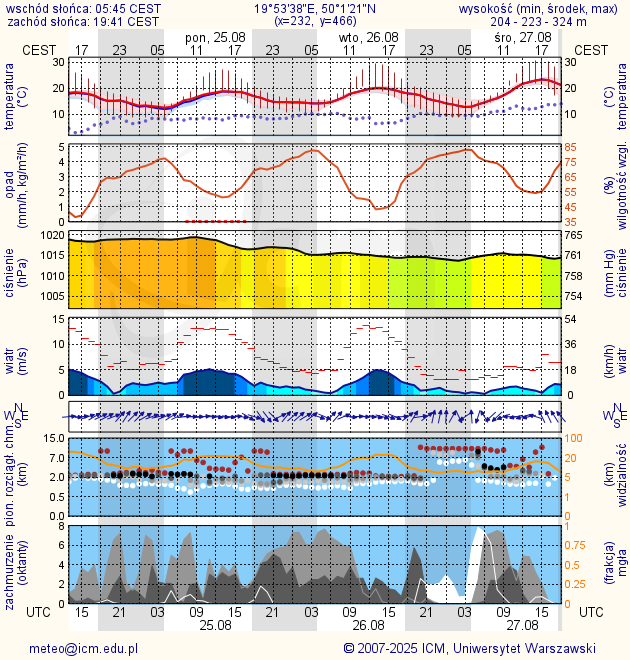 wschód słońca: 05:45 CEST 19°53'38"E, 50°1'21"N wysokość (min, środek, max)
zachód słońca: 19:41 CEST (x=232, y=466) 204 - 223 - 324 m
pon, 25.08 wto, 26.08 śro, 27.08
CEST 17 23 05 11 17 23 05 11 17 23 05 11 17 CEST
temperatura
(°C)
30
20
10
30
20
10
(°C)
temperatura
opad
(mm/h, kg/m²/h)
5
4
3
2
1
0
85
75
65
55
45
35
(%)
wilgotność wzgl.
ciśnienie
(hPa)
1020
1015
1010
1005
765
761
758
754
(mm Hg)
ciśnienie
wiatr
(m/s)
15
10
5
0
54
36
18
0
(km/h)
wiatr
N
W E
S
N
W E
S
pion. rozciągł. chm.
(km)
15.0
7.0
2.0
0.5
0.0
100
20
5
1
0
(km)
widzialność
zachmurzenie
(oktanty)
8
6
4
2
0
1
0.75
0.5
0.25
0
(frakcja)
mgła
UTC 15 21 03 09 15 21 03 09 15 21 03 09 15 UTC
25.08 26.08 27.08
meteo@icm.edu.pl © 2007-2025 ICM, Uniwersytet Warszawski